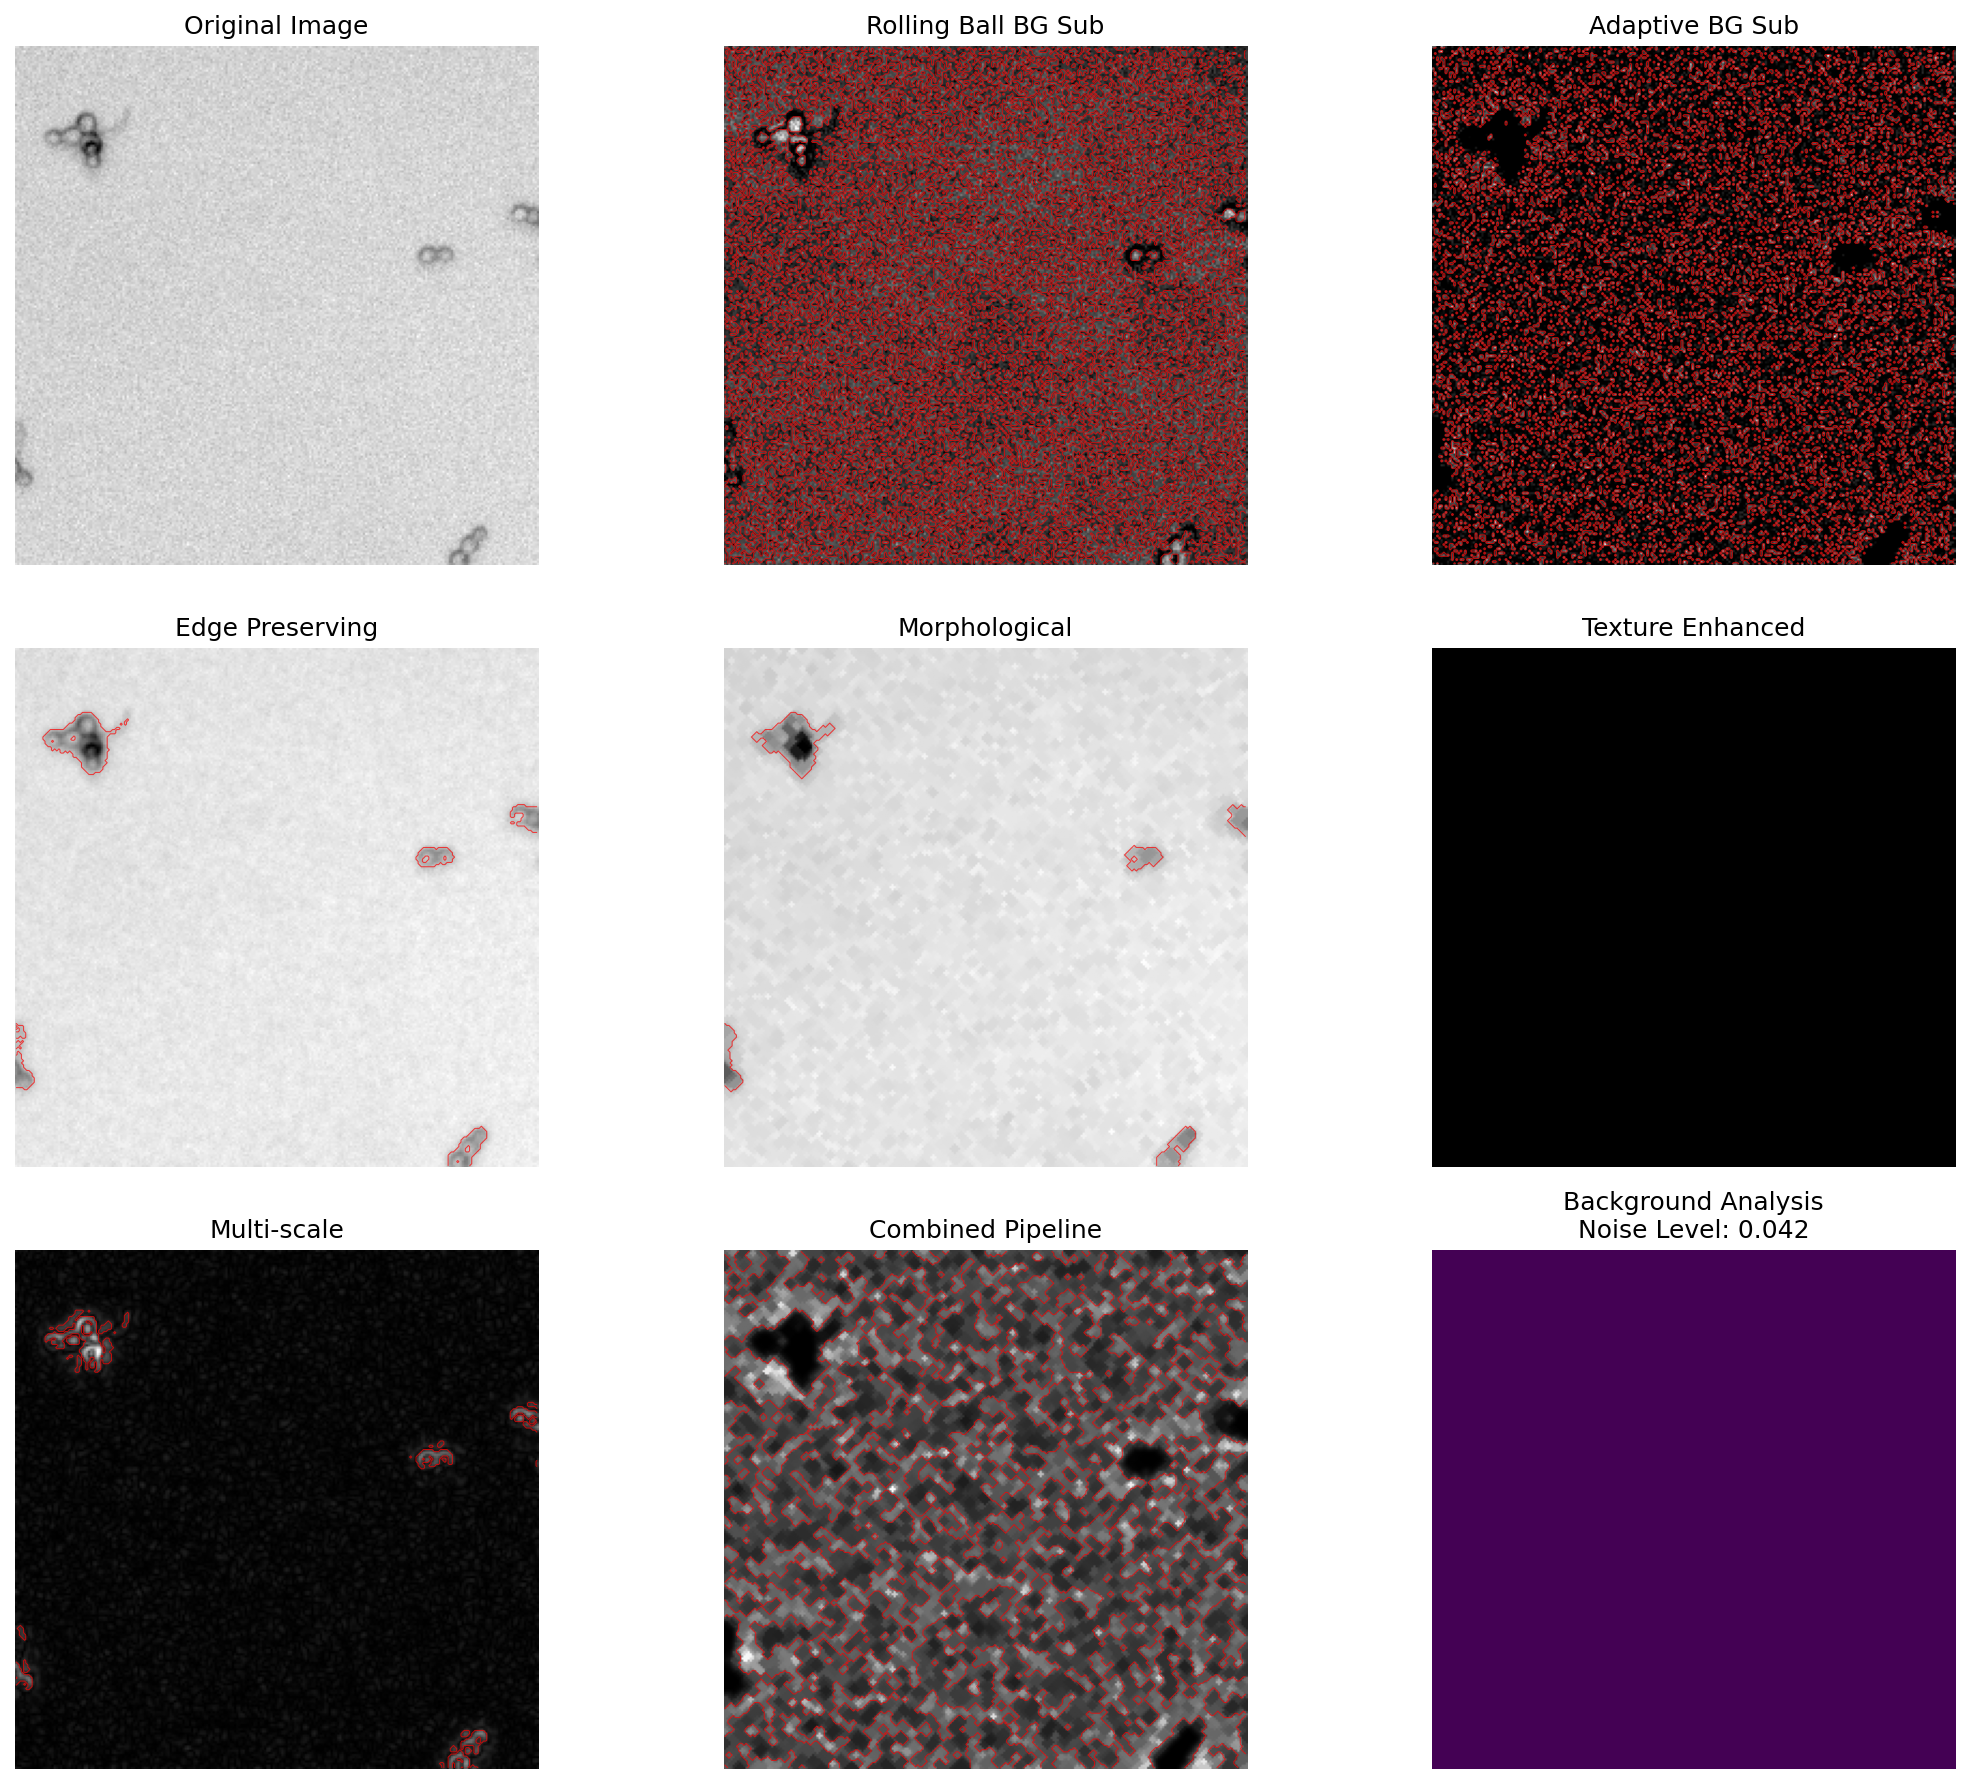 Original Image
Rolling Ball BG Sub
Adaptive BG Sub
Edge Preserving
Morphological
Texture Enhanced
Multi-scale
Combined Pipeline
Background Analysis
Noise Level: 0.042